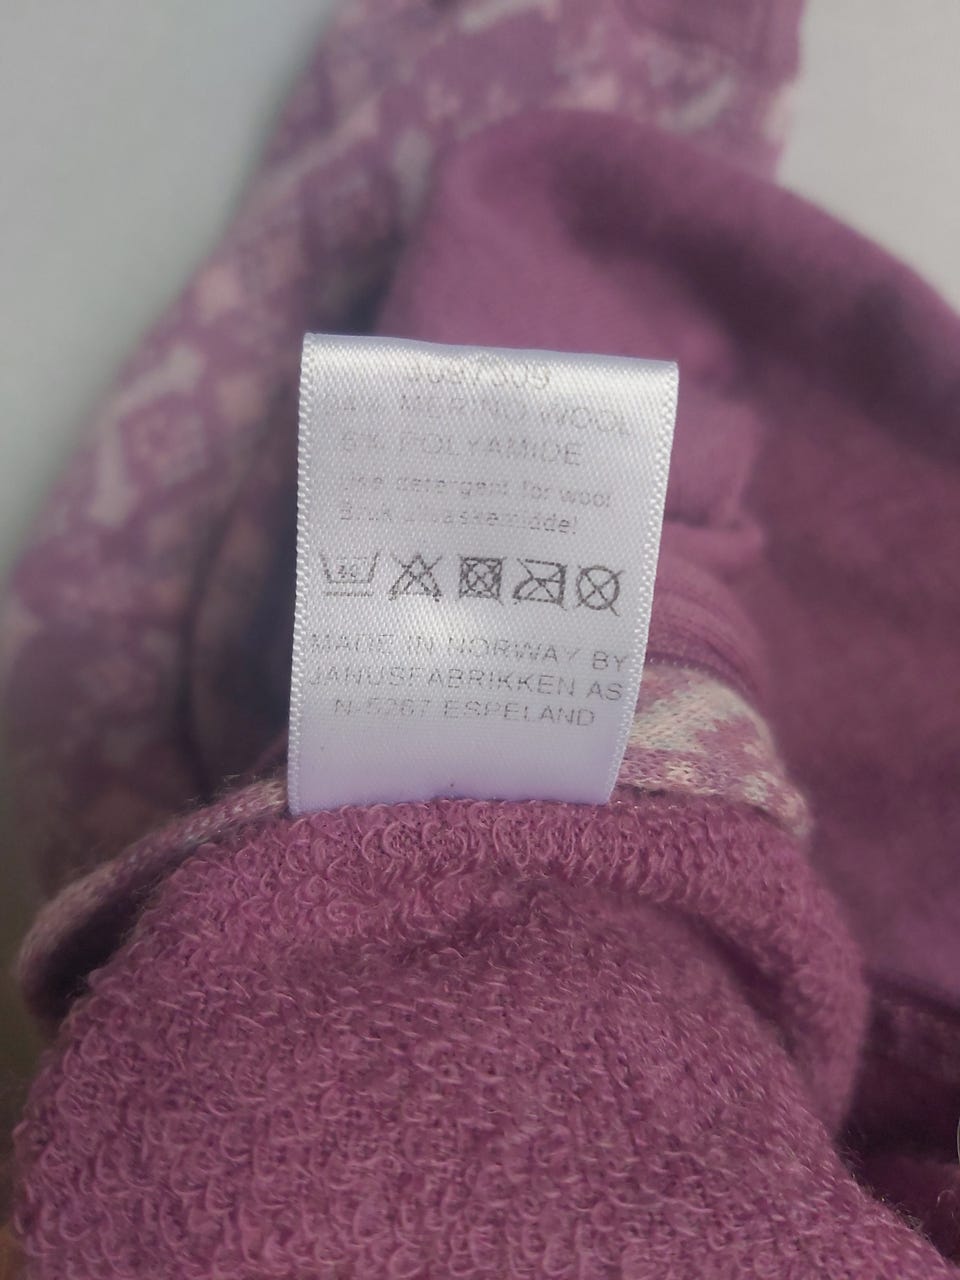 MERINO WOOL
6% POLYAMIDE
Use detergent for wool
Bruk ullvaskemiddel
MADE IN NORWAY BY
JANUSFABRIKKEN AS
N-5267 ESPELAND